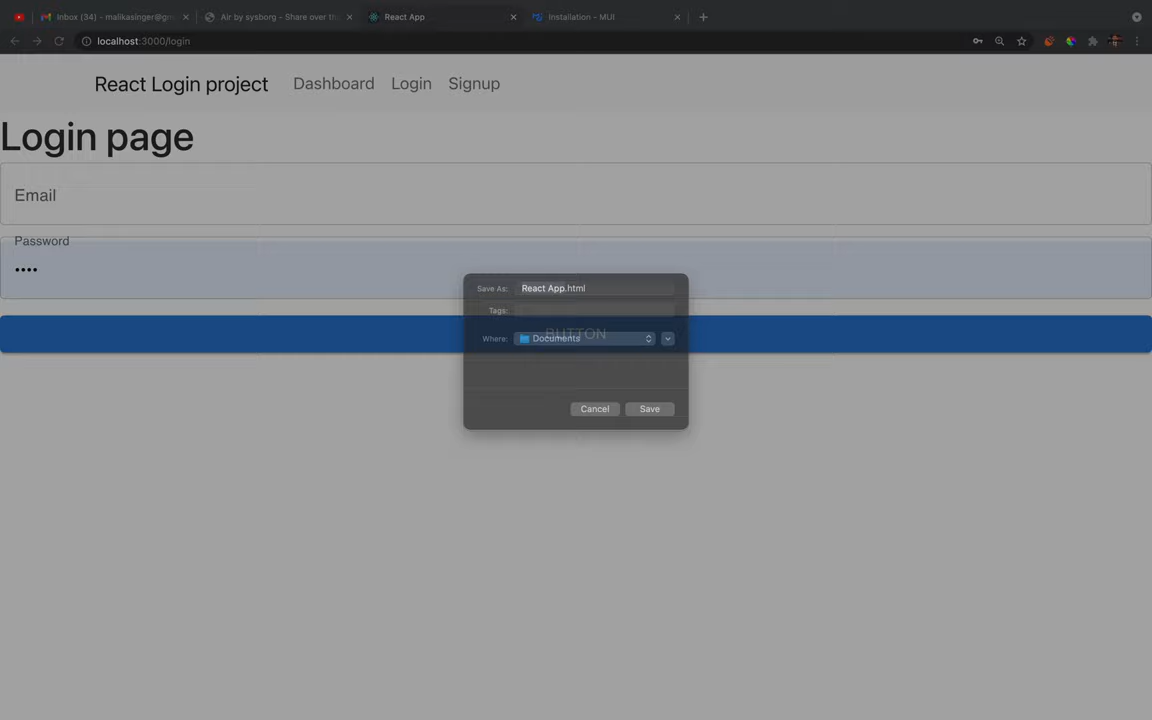 Inbox (34) - malikasinger@gm
Air by sysborg - Share over th
React App
Installation - MUI
localhost:3000/login
React Login project
Dashboard
Login
Signup
Login page
Email
Password
Save As:
React App.html
Tags:
BUTTON
Where:
Documents
Cancel
Save